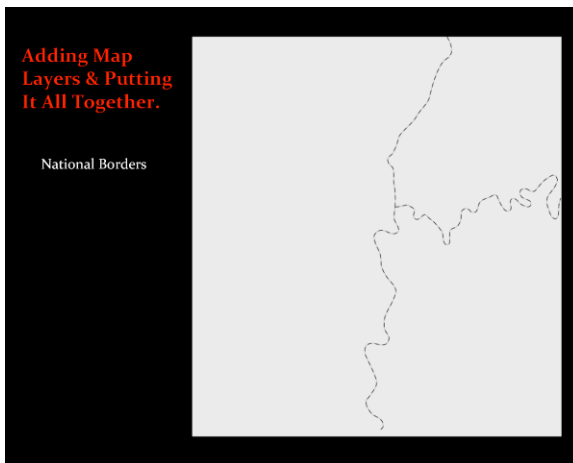 Adding Map
Layers & Putting
It All Together.
National Borders